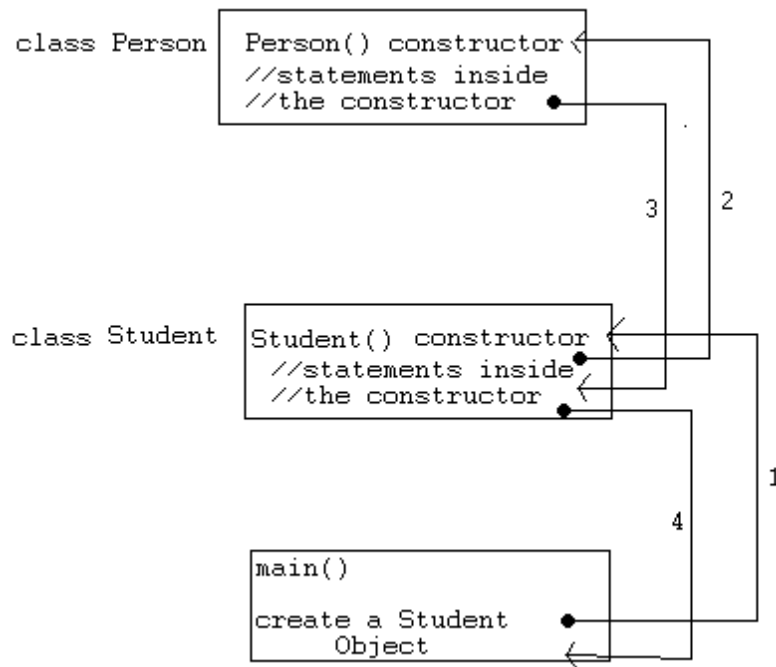 class Person
Person() constructor
//statements inside
//the constructor
2
3
class Student
Student() constructor
//statements inside
//the constructor
1
4
main()
create a Student
Object